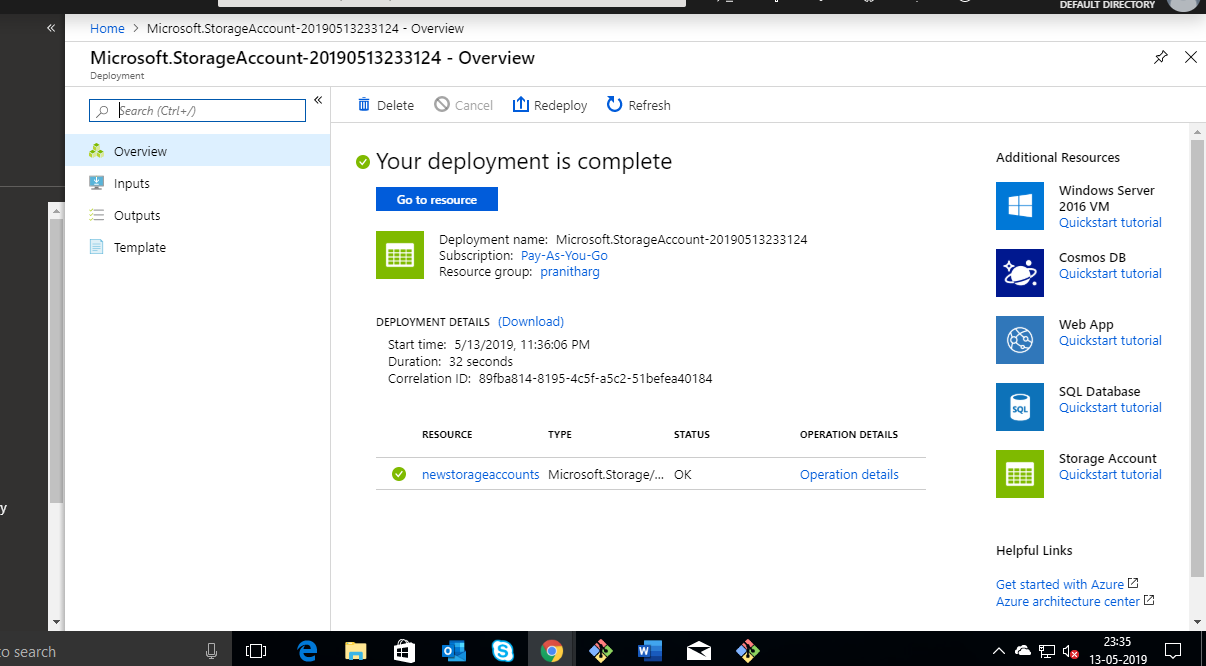 DEFAULT DIRECTORY
Home > Microsoft.StorageAccount-20190513233124 - Overview
Microsoft.StorageAccount-20190513233124 - Overview
Deployment
Search (Ctrl+/)
Overview
Inputs
Outputs
Template
Delete
Cancel
Redeploy
Refresh
Your deployment is complete
Go to resource
Deployment name: Microsoft.StorageAccount-20190513233124
Subscription: Pay-As-You-Go
Resource group: pranitharg
DEPLOYMENT DETAILS (Download)
Start time: 5/13/2019, 11:36:06 PM
Duration: 32 seconds
Correlation ID: 89fba814-8195-4c5f-a5c2-51befea40184
RESOURCE TYPE STATUS OPERATION DETAILS
newstorageaccounts Microsoft.Storage/... OK Operation details
Additional Resources
Windows Server
2016 VM
Quickstart tutorial
Cosmos DB
Quickstart tutorial
Web App
Quickstart tutorial
SQL
SQL Database
Quickstart tutorial
Storage Account
Quickstart tutorial
Helpful Links
Get started with Azure
Azure architecture center
y
to search
23:35
13-05-2019